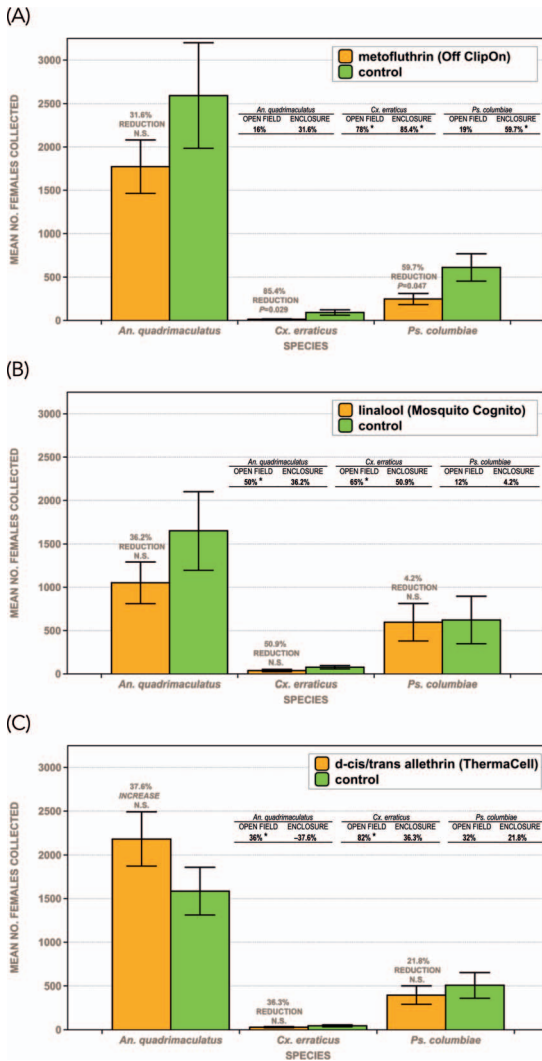 (A)
metofluthrin (Off ClipOn)
control
MEAN NO. FEMALES COLLECTED
3000
2500
2000
1500
1000
500
0
31.6%
REDUCTION
N.S.
An. quadrimaculatus Cx. erraticus Ps. columbiae
OPEN FIELD ENCLOSURE OPEN FIELD ENCLOSURE OPEN FIELD ENCLOSURE
16% 31.6% 78% * 85.4% * 19% 59.7% *
85.4%
REDUCTION
P=0.029
59.7%
REDUCTION
P=0.047
An. quadrimaculatus Cx. erraticus Ps. columbiae
SPECIES
(B)
linalool (Mosquito Cognito)
control
MEAN NO. FEMALES COLLECTED
3000
2500
2000
1500
1000
500
0
An. quadrimaculatus Cx. erraticus Ps. columbiae
OPEN FIELD ENCLOSURE OPEN FIELD ENCLOSURE OPEN FIELD ENCLOSURE
50% * 36.2% 65% * 50.9% 12% 4.2%
36.2%
REDUCTION
N.S.
50.9%
REDUCTION
N.S.
4.2%
REDUCTION
N.S.
An. quadrimaculatus Cx. erraticus Ps. columbiae
SPECIES
(C)
d-cis/trans allethrin (ThermaCell)
control
MEAN NO. FEMALES COLLECTED
3000
2500
2000
1500
1000
500
0
37.6%
INCREASE
N.S.
An. quadrimaculatus Cx. erraticus Ps. columbiae
OPEN FIELD ENCLOSURE OPEN FIELD ENCLOSURE OPEN FIELD ENCLOSURE
36% * –37.6% 82% * 36.3% 32% 21.8%
36.3%
REDUCTION
N.S.
21.8%
REDUCTION
N.S.
An. quadrimaculatus Cx. erraticus Ps. columbiae
SPECIES